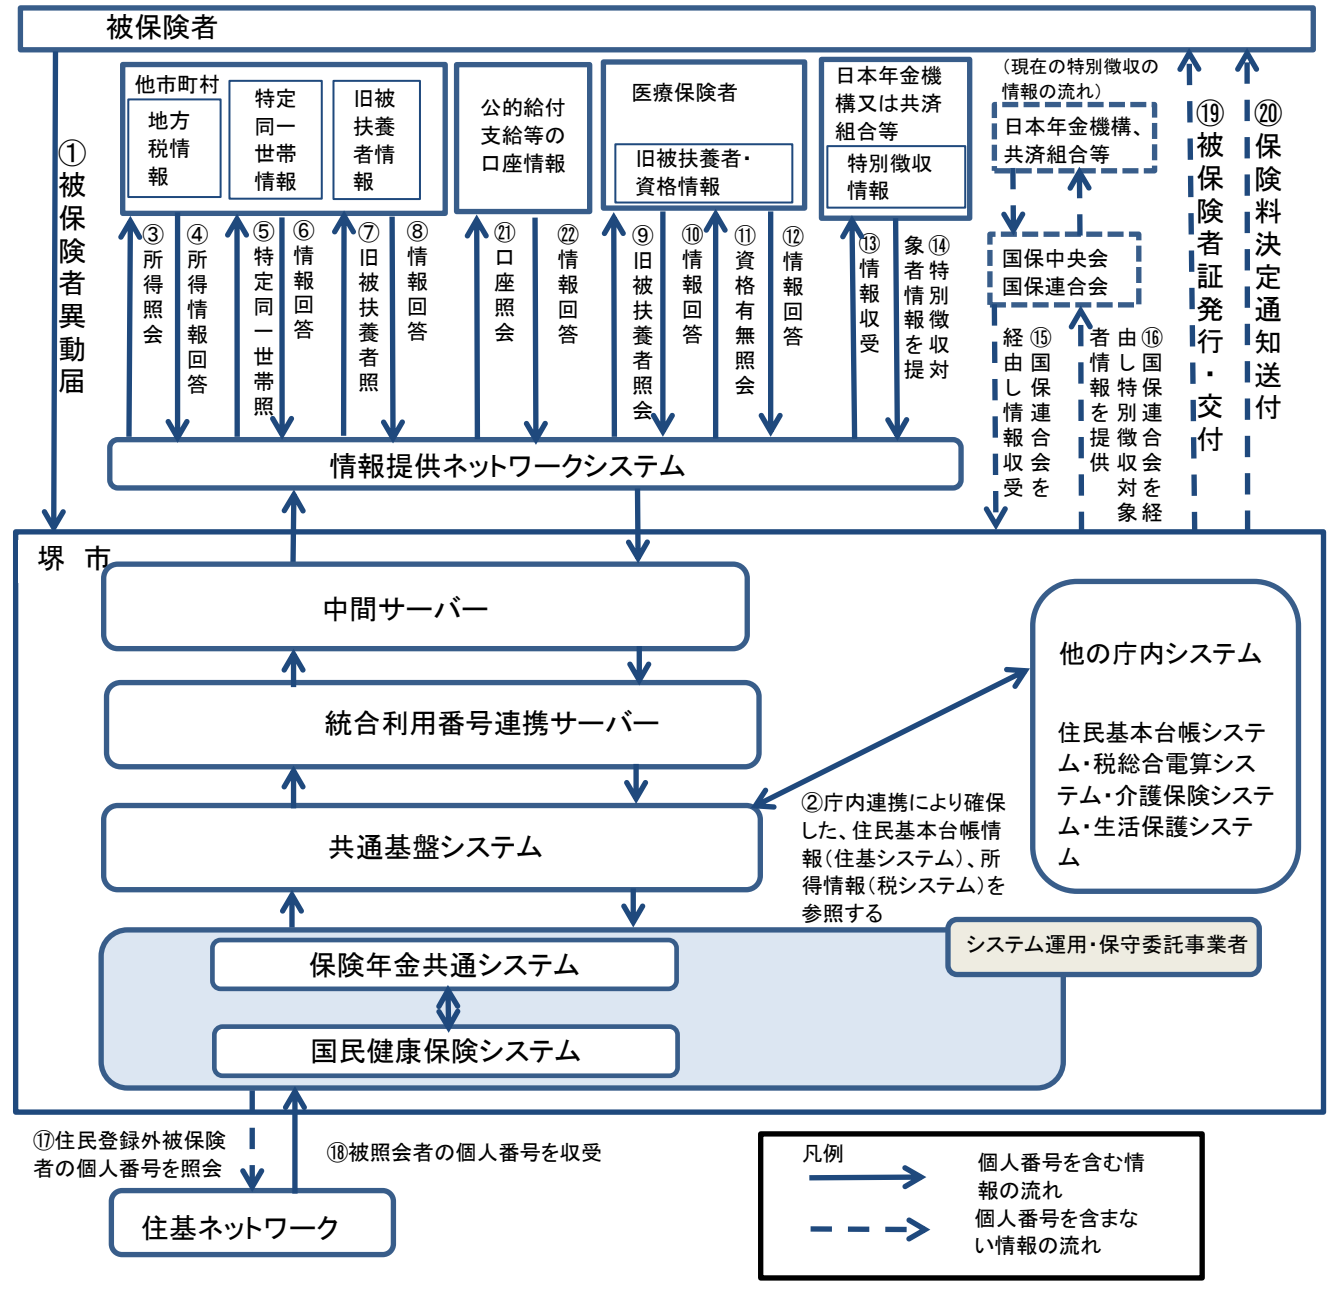 被保険者
他市町村
地方
税情
報
特定
同一
世帯
情報
旧被
扶養
者情
報
公的給付
支給等の
口座情報
医療保険者
旧被扶養者・
資格情報
日本年金機
構又は共済
組合等
特別徴収
情報
（現在の特別徴収の
情報の流れ）
日本年金機構、
共済組合等
国保中央会
国保連合会
①被保険者異動届
③所得照会
④所得情報回答
⑤特定同一世帯照
⑥情報回答
⑦旧被扶養者照
⑧情報回答
㉑口座照会
㉒情報回答
⑨旧被扶養者照会
⑩情報回答
⑪資格有無照会
⑫情報回答
⑬情報収受
⑭特別徴収対
象者情報を提
⑮国保連合会を
経由し情報収受
⑯国保連合会を経
由し特別徴収対象
者情報を提供
⑲被保険者証発行・交付
⑳保険料決定通知送付
情報提供ネットワークシステム
堺 市
中間サーバー
統合利用番号連携サーバー
共通基盤システム
他の庁内システム
住民基本台帳システ
ム・税総合電算シス
テム・介護保険システ
ム・生活保護システ
ム
②庁内連携により確保
した、住民基本台帳情
報（住基システム）、所
得情報（税システム）を
参照する
システム運用・保守委託事業者
保険年金共通システム
国民健康保険システム
⑰住民登録外被保険
者の個人番号を照会
⑱被照会者の個人番号を収受
住基ネットワーク
凡例
個人番号を含む情
報の流れ
個人番号を含まな
い情報の流れ